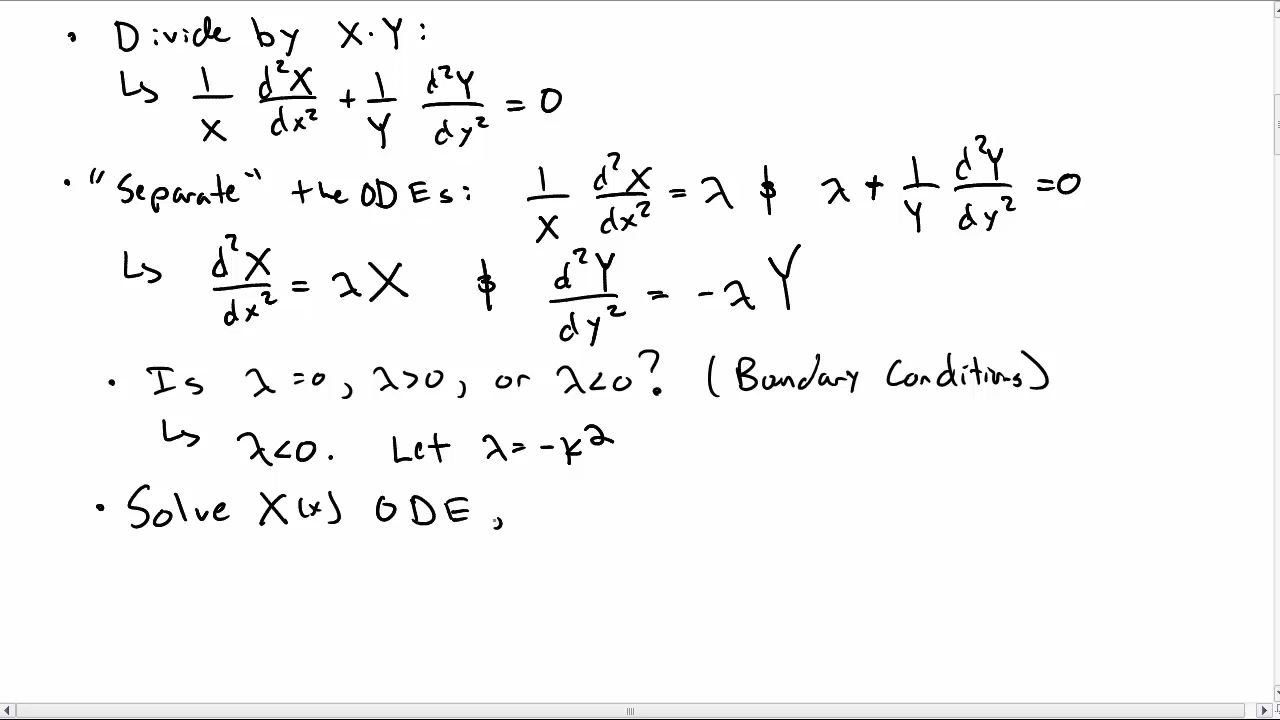 • Divide by X·Y:
↳ 1/X d²X/dx² + 1/Y d²Y/dy² = 0
• "Separate" the ODEs: 1/X d²X/dx² = λ & λ + 1/Y d²Y/dy² = 0
↳ d²X/dx² = λX & d²Y/dy² = -λY
• Is λ=0, λ>0, or λ<0? (Boundary Conditions)
↳ λ<0. Let λ=-k²
• Solve X(x) ODE,